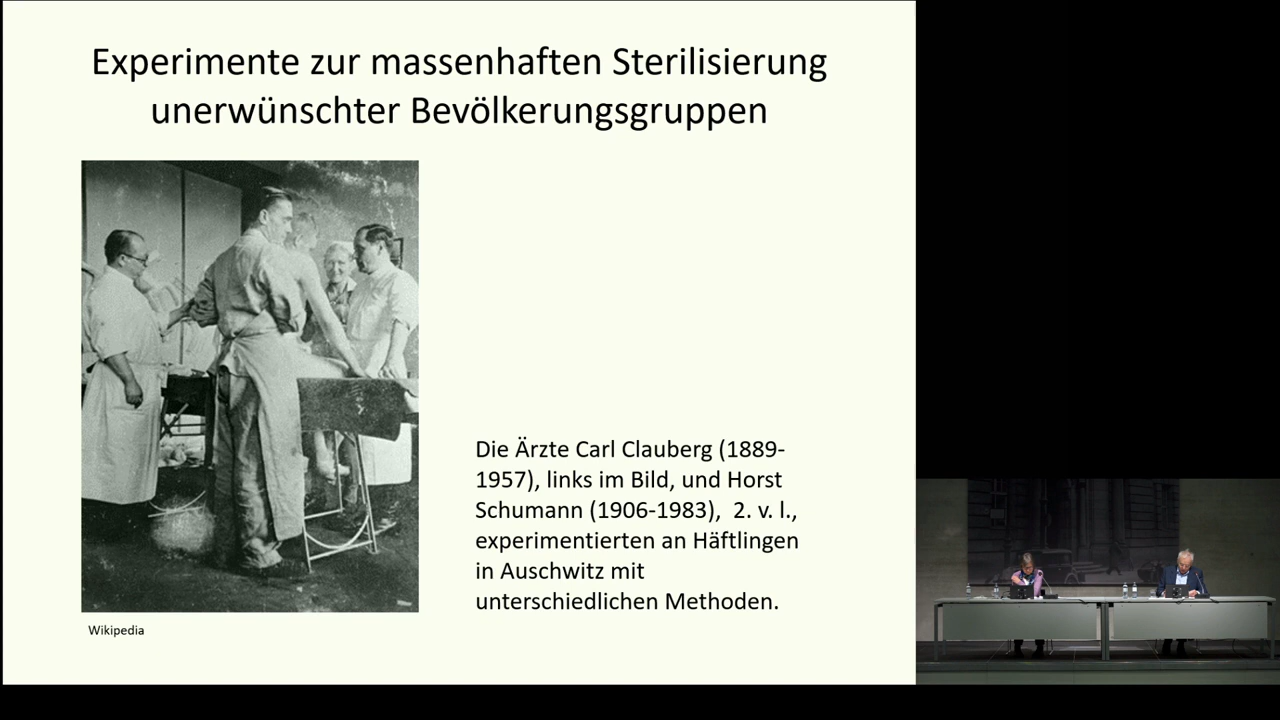 Experimente zur massenhaften Sterilisierung
unerwünschter Bevölkerungsgruppen
Die Ärzte Carl Clauberg (1889-
1957), links im Bild, und Horst
Schumann (1906-1983),  2. v. l.,
experimentierten an Häftlingen
in Auschwitz mit
unterschiedlichen Methoden.
Wikipedia